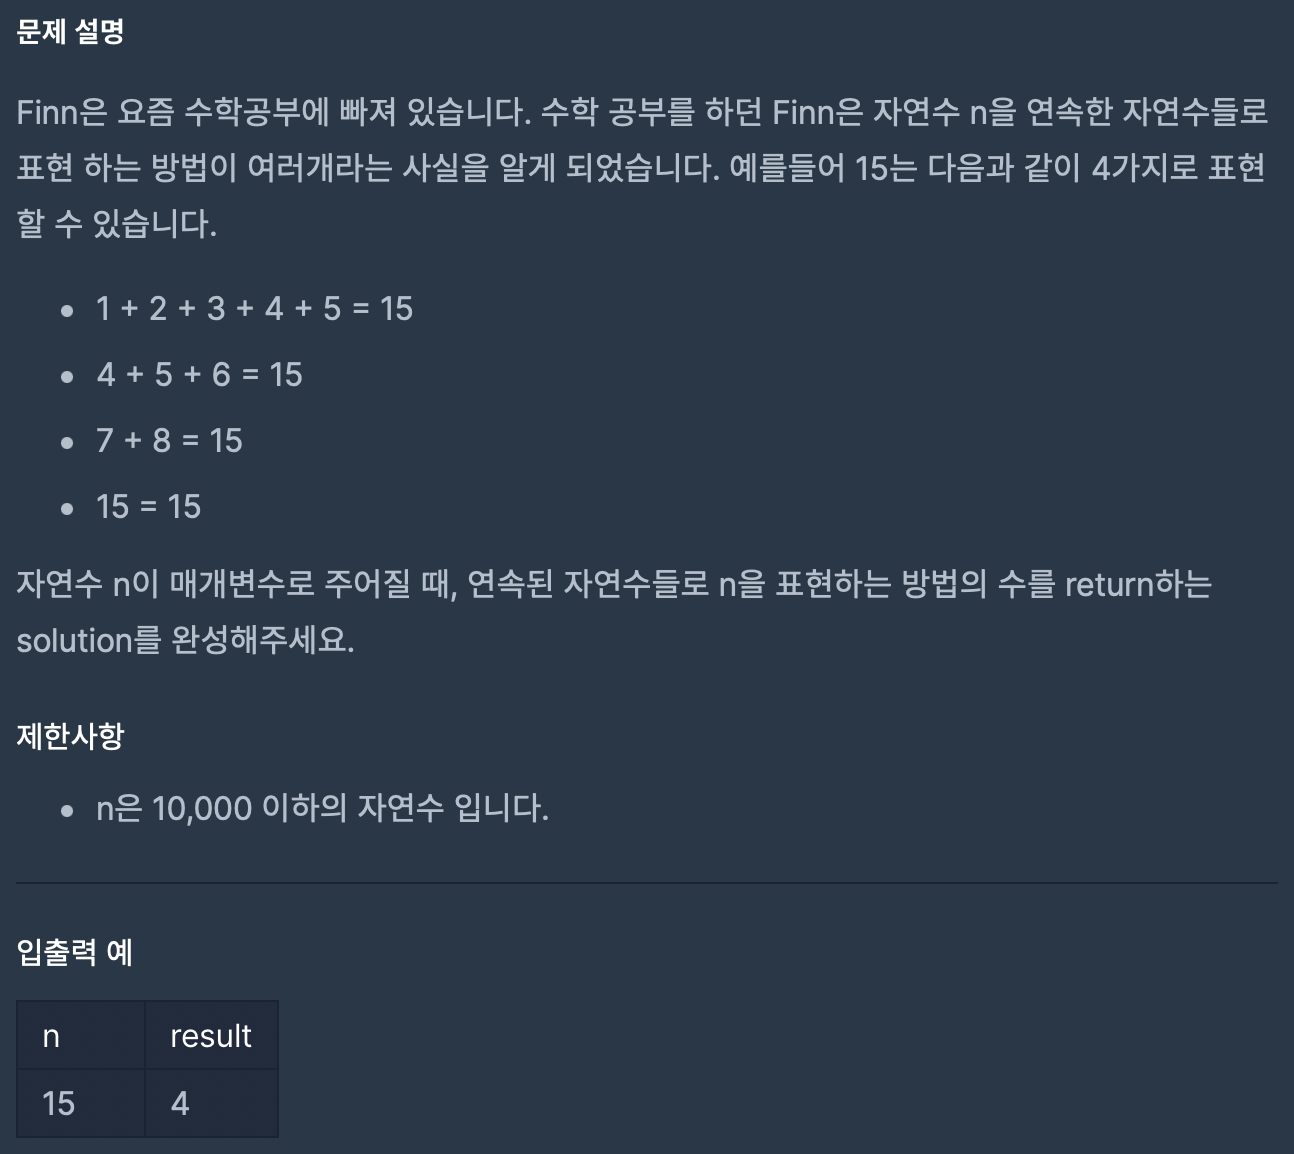 문제 설명
Finn은 요즘 수학공부에 빠져 있습니다. 수학 공부를 하던 Finn은 자연수 n을 연속한 자연수들로
표현 하는 방법이 여러개라는 사실을 알게 되었습니다. 예를들어 15는 다음과 같이 4가지로 표현
할 수 있습니다.
• 1 + 2 + 3 + 4 + 5 = 15
• 4 + 5 + 6 = 15
• 7 + 8 = 15
• 15 = 15
자연수 n이 매개변수로 주어질 때, 연속된 자연수들로 n을 표현하는 방법의 수를 return하는
solution를 완성해주세요.
제한사항
• n은 10,000 이하의 자연수 입니다.
입출력 예
n result
15 4